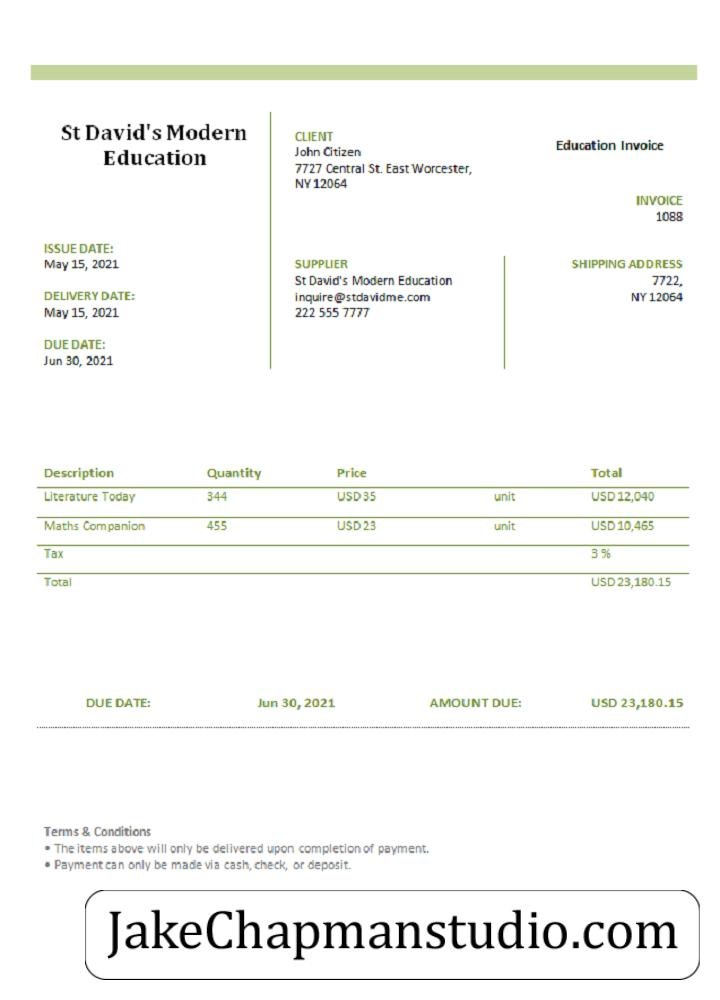 St David's Modern
Education
CLIENT
John Citizen
7727 Central St. East Worcester,
NY 12064
Education Invoice
INVOICE
1088
ISSUE DATE:
May 15, 2021
DELIVERY DATE:
May 15, 2021
DUE DATE:
Jun 30, 2021
SUPPLIER
St David's Modern Education
inquire@stdavidme.com
222 555 7777
SHIPPING ADDRESS
7722,
NY 12064
Description Quantity Price Total
Literature Today 344 USD 35 unit USD 12,040
Maths Companion 455 USD 23 unit USD 10,465
Tax 3 %
Total USD 23,180.15
DUE DATE: Jun 30, 2021 AMOUNT DUE: USD 23,180.15
Terms & Conditions
• The items above will only be delivered upon completion of payment.
• Payment can only be made via cash, check, or deposit.
JakeChapmanstudio.com